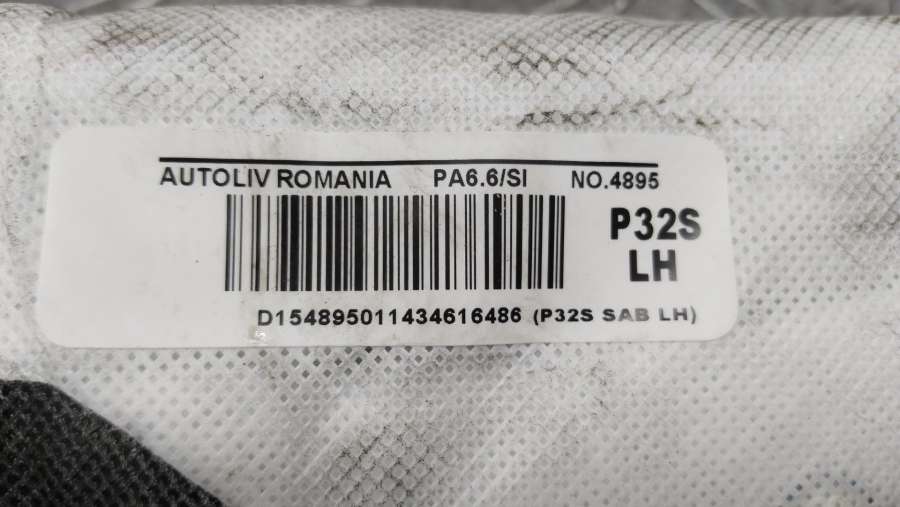 AUTOLIV ROMANIA PA6.6/SI NO.4895
P32S
LH
D154895011434616486 (P32S SAB LH)